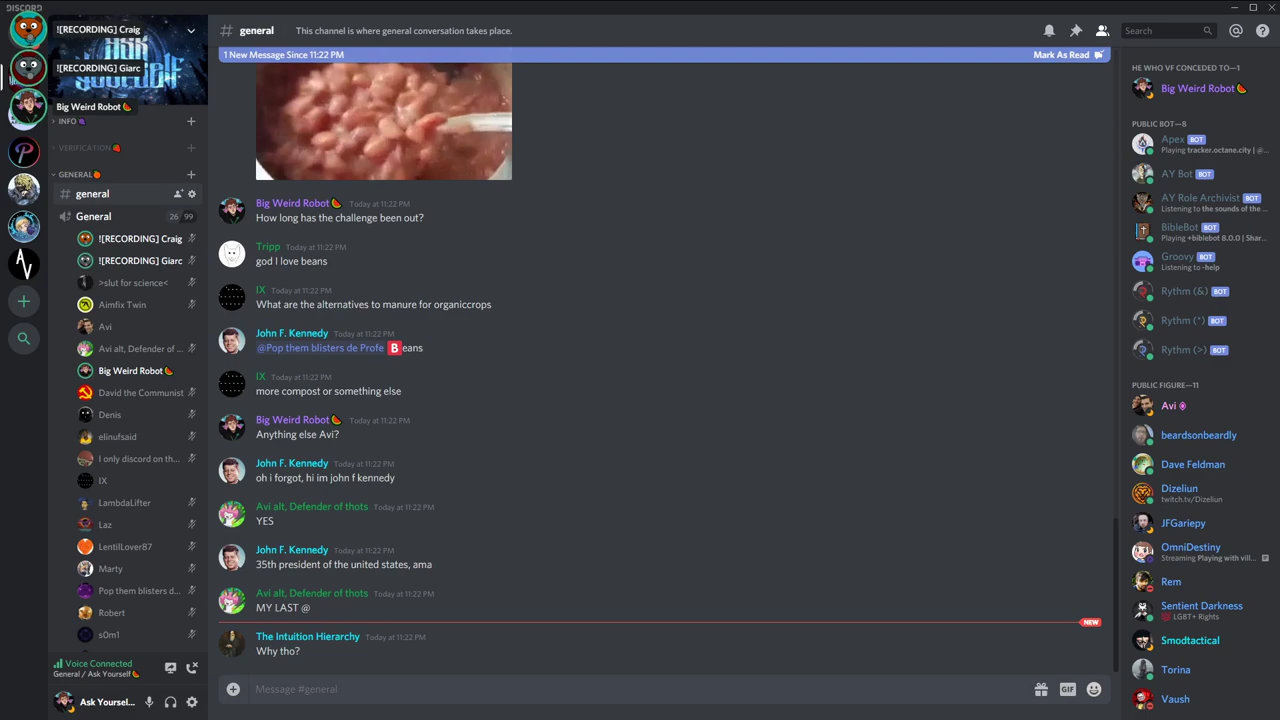 DISCORD
![RECORDING] Craig
![RECORDING] Giarc
Big Weird Robot
INFO
VERIFICATION
GENERAL
general
General 26 99
![RECORDING] Craig
![RECORDING] Giarc
>slut for science<
Aimfix Twin
Avi
Avi alt, Defender of ...
Big Weird Robot
David the Communist
Denis
elinufsaid
I only discord on th...
IX
LambdaLifter
Laz
LentilLover87
Marty
Pop them blisters d...
Robert
s0m1
Voice Connected
General / Ask Yourself
Ask Yoursel...
# general This channel is where general conversation takes place.
Search
1 New Message Since 11:22 PM Mark As Read
Big Weird Robot Today at 11:22 PM
How long has the challenge been out?
Tripp Today at 11:22 PM
god I love beans
IX Today at 11:22 PM
What are the alternatives to manure for organiccrops
John F. Kennedy Today at 11:22 PM
@Pop them blisters de Profe B eans
IX Today at 11:22 PM
more compost or something else
Big Weird Robot Today at 11:22 PM
Anything else Avi?
John F. Kennedy Today at 11:22 PM
oh i forgot, hi im john f kennedy
Avi alt, Defender of thots Today at 11:22 PM
YES
John F. Kennedy Today at 11:22 PM
35th president of the united states, ama
Avi alt, Defender of thots Today at 11:22 PM
MY LAST @
NEW
The Intuition Hierarchy Today at 11:22 PM
Why tho?
Message #general
GIF
HE WHO VF CONCEDED TO—1
Big Weird Robot
PUBLIC BOT—8
Apex BOT
Playing tracker.octane.city | @...
AY Bot BOT
AY Role Archivist BOT
Listening to the sounds of the ...
BibleBot BOT
Playing +biblebot 8.0.0 | Shar...
Groovy BOT
Listening to -help
Rythm (&) BOT
Rythm (*) BOT
Rythm (>) BOT
PUBLIC FIGURE—11
Avi
beardsonbeardly
Dave Feldman
Dizeliun
twitch.tv/Dizeliun
JFGariepy
OmniDestiny
Streaming Playing with vill...
Rem
Sentient Darkness
LGBT+ Rights
Smodtactical
Torina
Vaush